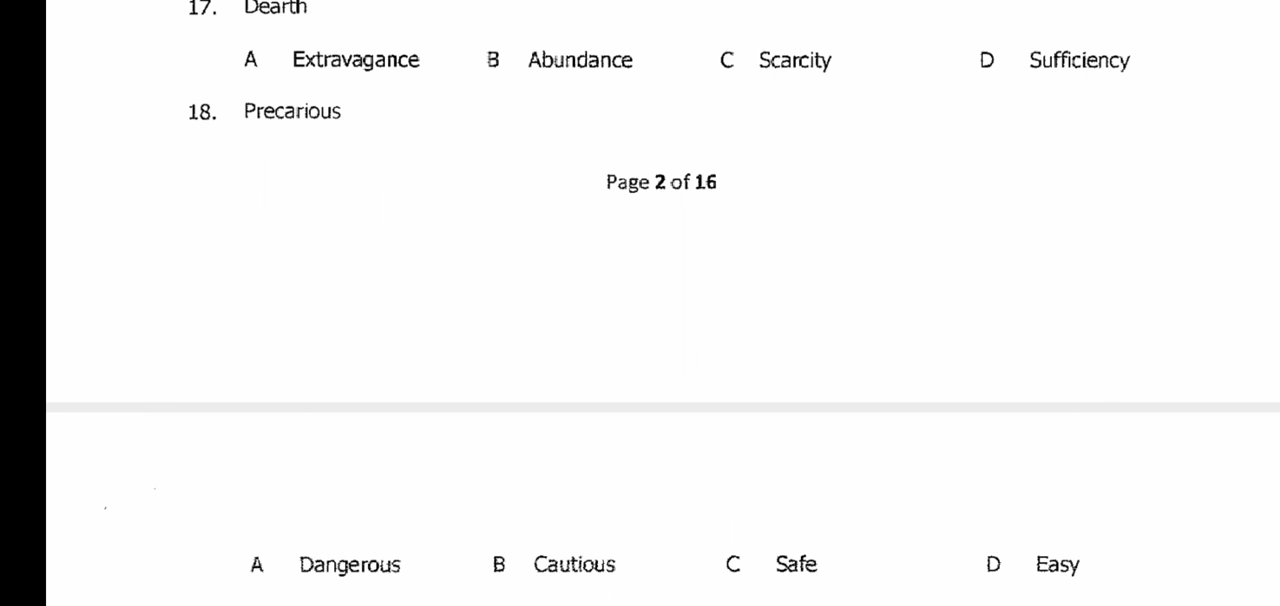 17. Dearth
A Extravagance B Abundance C Scarcity D Sufficiency
18. Precarious
Page 2 of 16
A Dangerous B Cautious C Safe D Easy